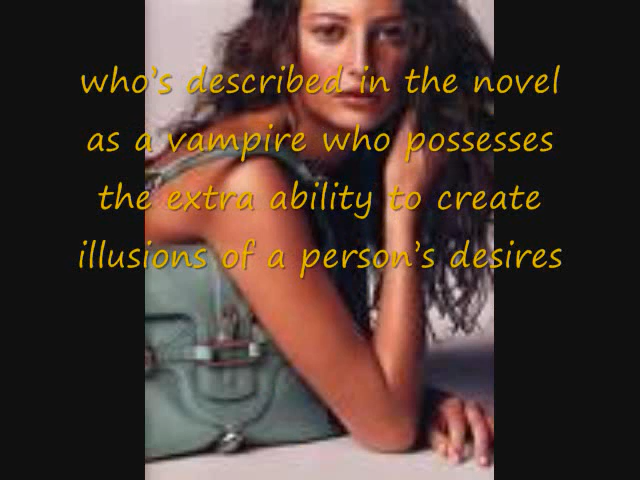 who's described in the novel
as a vampire who possesses
the extra ability to create
illusions of a person's desires